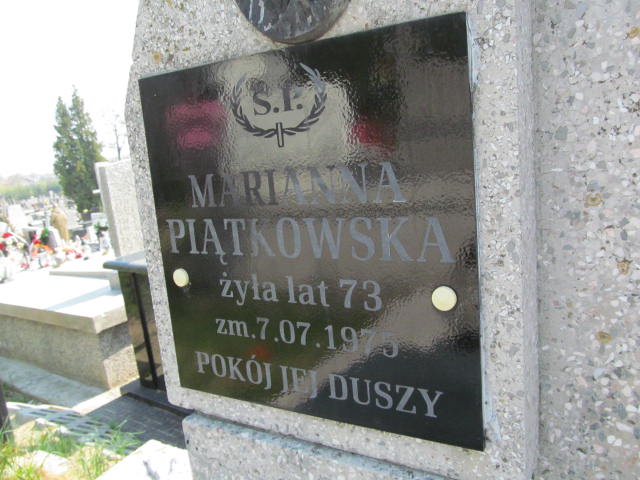 Ś.P.
MARIANNA
PIĄTKOWSKA
żyła lat 73
zm.7.07.1975
POKÓJ JEJ DUSZY